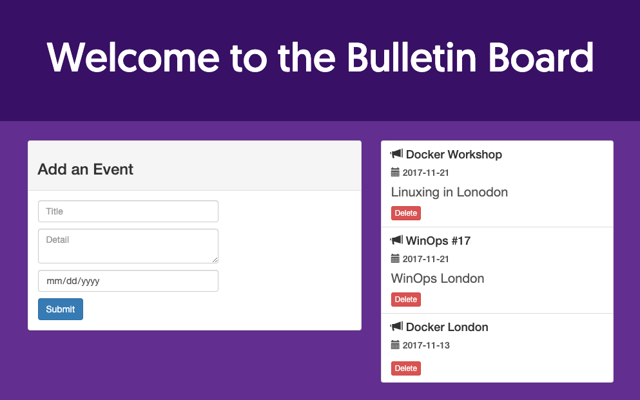 Welcome to the Bulletin Board
Add an Event
Title
Detail
mm/dd/yyyy
Submit
Docker Workshop
2017-11-21
Linuxing in Lonodon
Delete
WinOps #17
2017-11-21
WinOps London
Delete
Docker London
2017-11-13
Delete